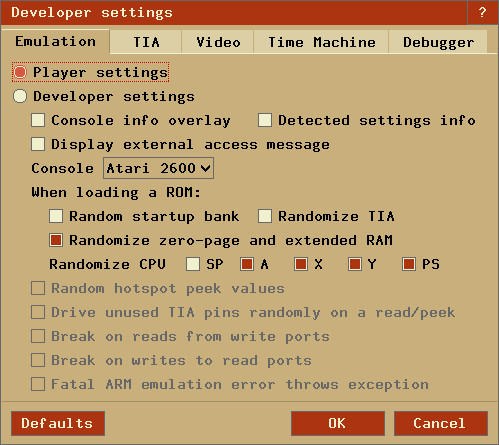 Developer settings ?
Emulation TIA Video Time Machine Debugger
Player settings
Developer settings
Console info overlay Detected settings info
Display external access message
Console Atari 2600
When loading a ROM:
Random startup bank Randomize TIA
Randomize zero-page and extended RAM
Randomize CPU SP A X Y PS
Random hotspot peek values
Drive unused TIA pins randomly on a read/peek
Break on reads from write ports
Break on writes to read ports
Fatal ARM emulation error throws exception
Defaults OK Cancel